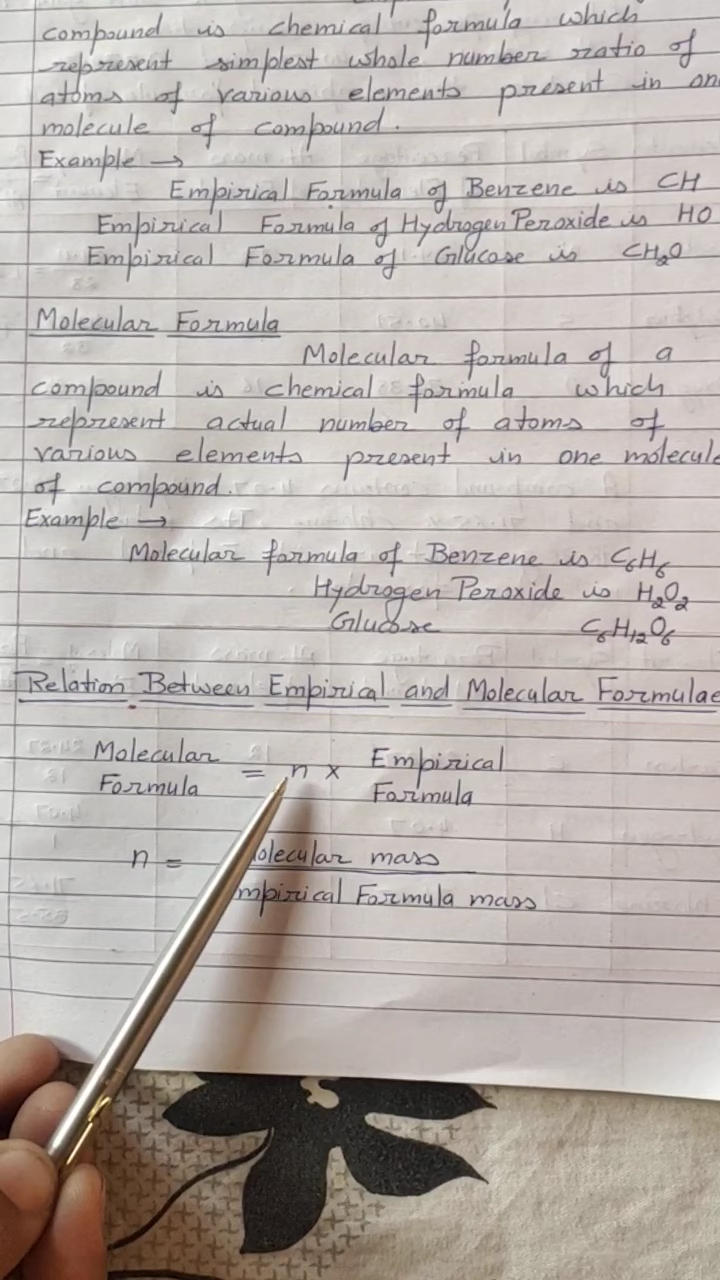 compound is chemical formula which
represent simplest whole number ratio of
atoms of various elements present in
molecule of compound.
Example →
Empirical Formula of Benzene is CH
Empirical Formula of Hydrogen Peroxide is HO
Empirical Formula of Glucose is CH₂O
Molecular Formula
Molecular formula of a
compound is chemical formula which
represent actual number of atoms of
various elements present in one molecule
of compound.
Example →
Molecular formula of Benzene is C₆H₆
Hydrogen Peroxide is H₂O₂
Glucose C₆H₁₂O₆
Relation Between Empirical and Molecular Formulae
Molecular Formula = n × Empirical Formula
n = olecular mass
mpirical Formula mass